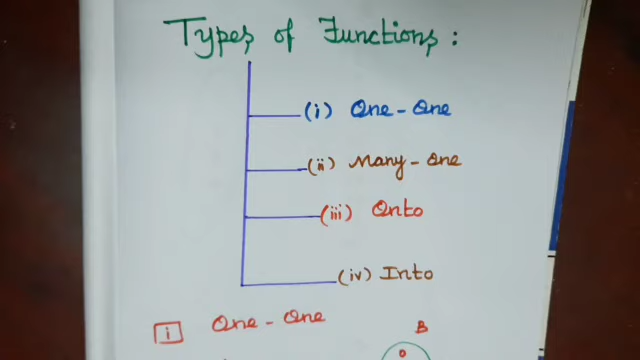 Types of Functions :
(i) One-One
(ii) Many-One
(iii) Onto
(iv) Into
i One-One
B